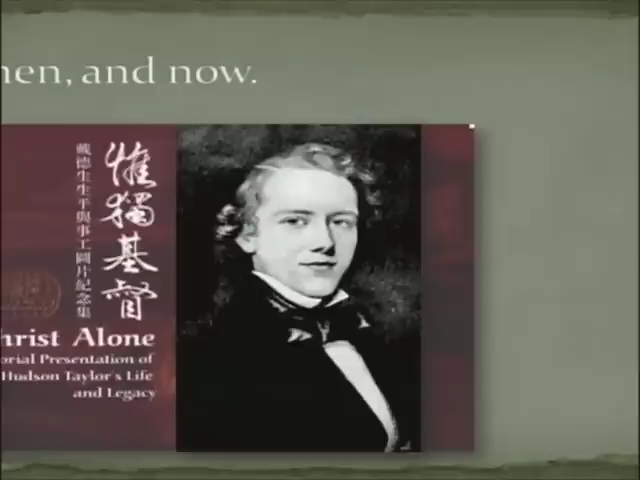 hen, and now.
惟獨基督
戴德生生平與事工圖片紀念集
hrist Alone
orial Presentation of
Hudson Taylor's Life
and Legacy